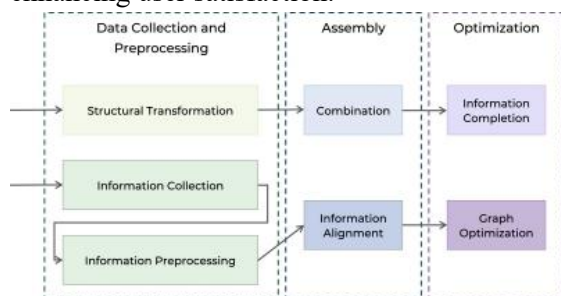 enhancing user satisfaction.
Data Collection and
Preprocessing
Assembly
Optimization
Structural Transformation
Combination
Information
Completion
Information Collection
Information
Alignment
Graph
Optimization
Information Preprocessing